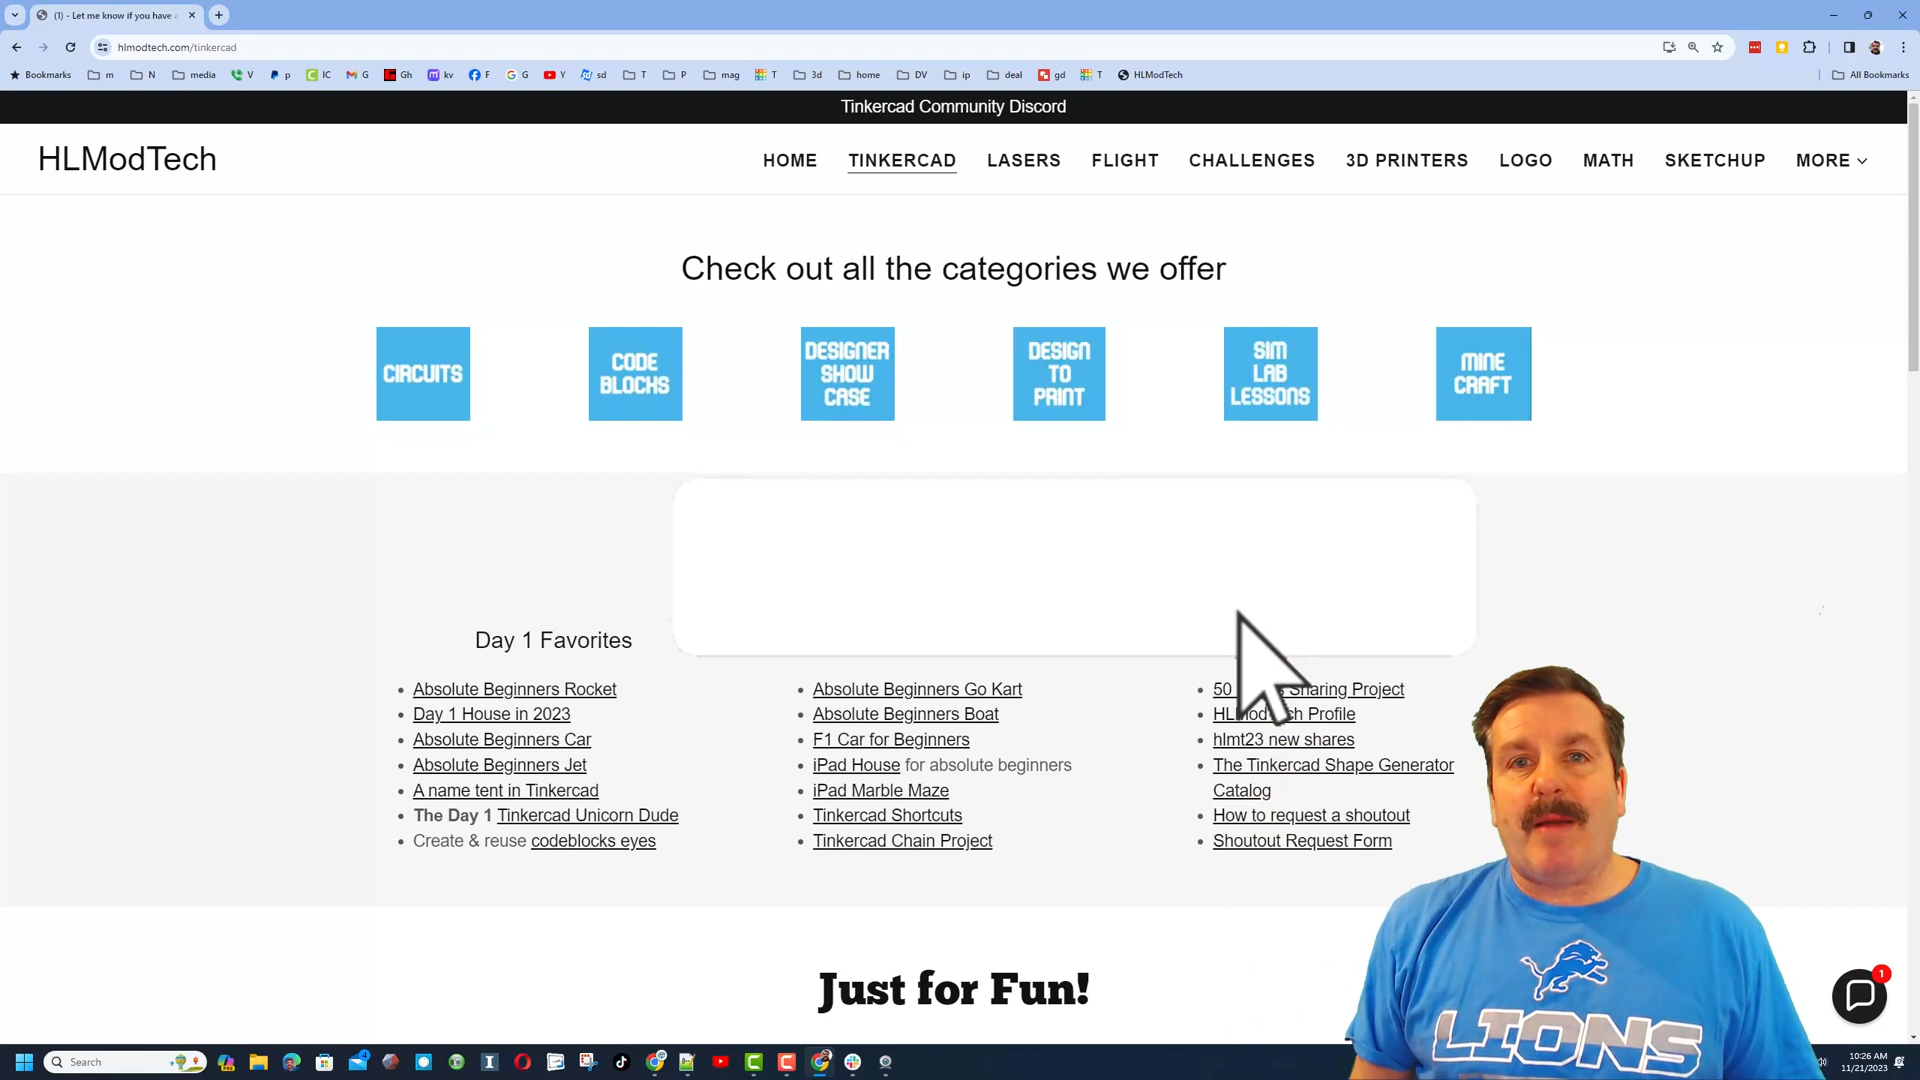 (1) - Let me know if you have a
hlmodtech.com/tinkercad
Bookmarks m N media V p IC G Gh kv F G Y sd T P mag T 3d home DV ip deal gd T HLModTech All Bookmarks
Tinkercad Community Discord
HLModTech
HOME TINKERCAD LASERS FLIGHT CHALLENGES 3D PRINTERS LOGO MATH SKETCHUP MORE
Check out all the categories we offer
CIRCUITS
CODE
BLOCKS
DESIGNER
SHOW
CASE
DESIGN
TO
PRINT
SIM
LAB
LESSONS
MINE
CRAFT
Day 1 Favorites
Absolute Beginners Rocket
Day 1 House in 2023
Absolute Beginners Car
Absolute Beginners Jet
A name tent in Tinkercad
The Day 1 Tinkercad Unicorn Dude
Create & reuse codeblocks eyes
Absolute Beginners Go Kart
Absolute Beginners Boat
F1 Car for Beginners
iPad House for absolute beginners
iPad Marble Maze
Tinkercad Shortcuts
Tinkercad Chain Project
50 Sharing Project
Profile
hlmt23 new shares
The Tinkercad Shape Generator
Catalog
How to request a shoutout
Shoutout Request Form
Just for Fun!
LIONS
1
Search
10:26 AM
11/21/2023